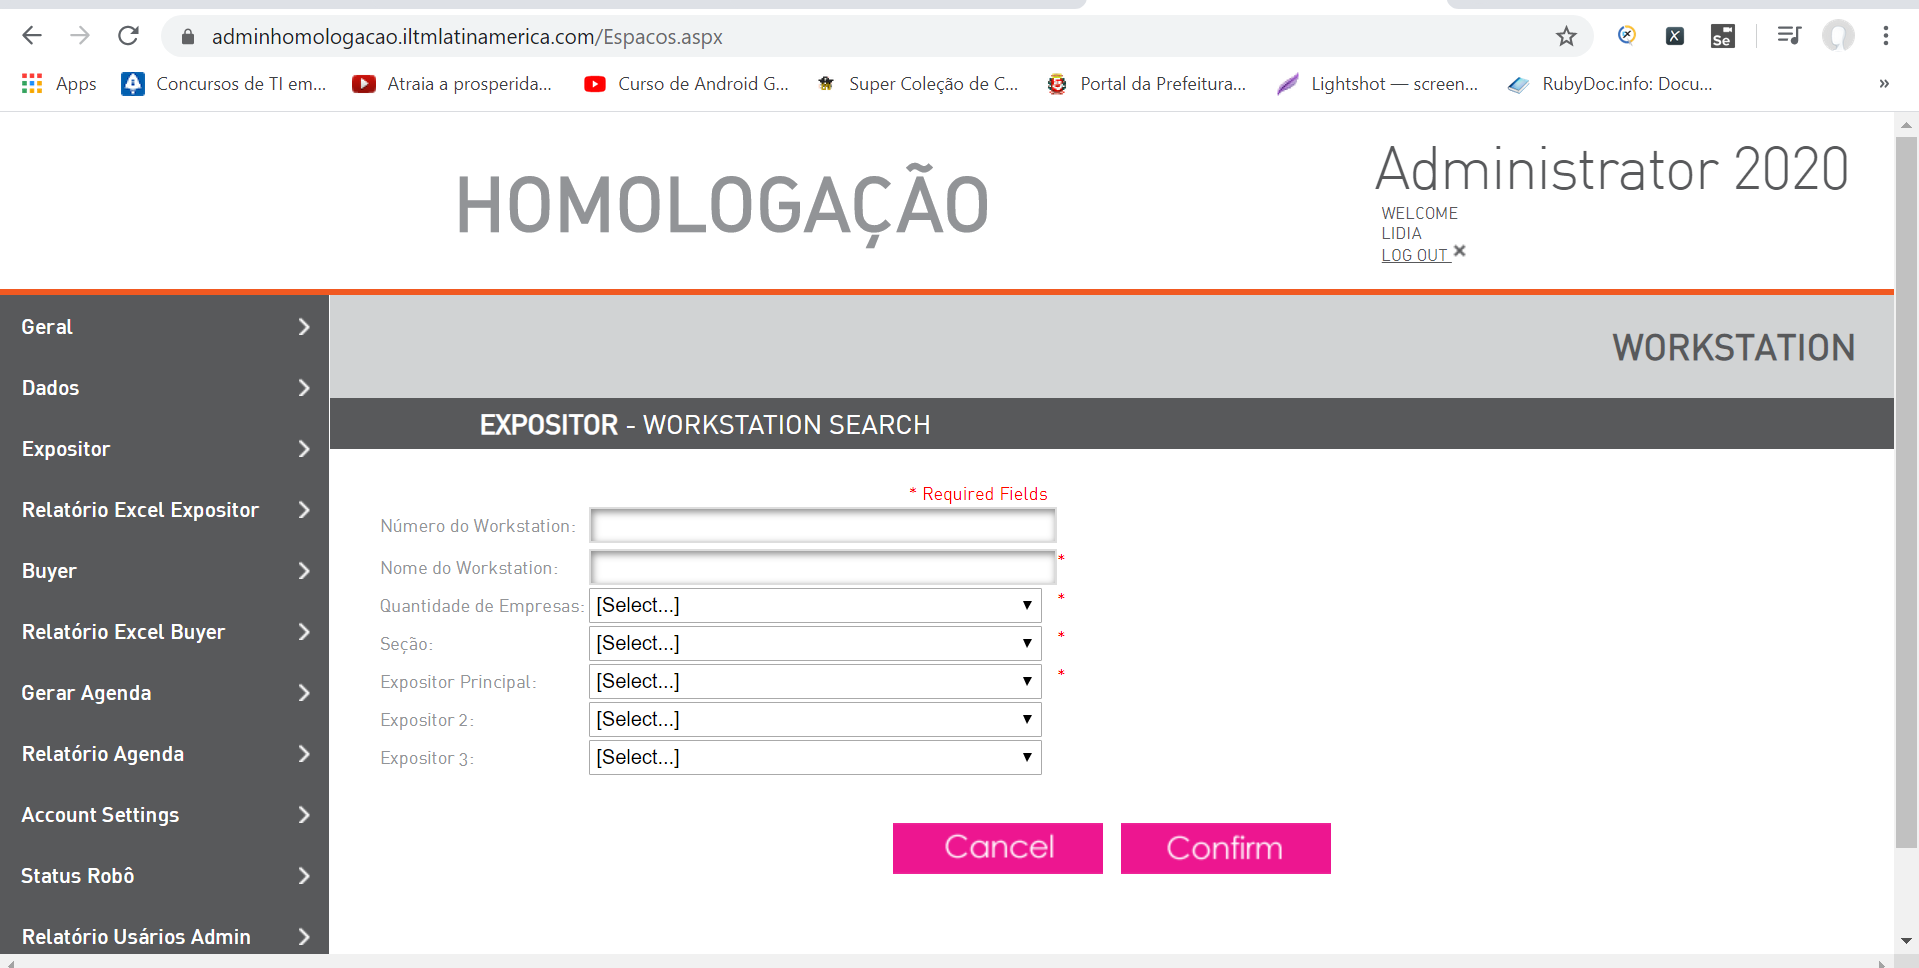 adminhomologacao.iltmlatinamerica.com/Espacos.aspx
Se
Apps
Concursos de TI em...
Atraia a prosperida...
Curso de Android G...
Super Coleção de C...
Portal da Prefeitura...
Lightshot — screen...
RubyDoc.info: Docu...
»
HOMOLOGAÇÃO
Administrator 2020
WELCOME
LIDIA
LOG OUT
Geral
Dados
Expositor
Relatório Excel Expositor
Buyer
Relatório Excel Buyer
Gerar Agenda
Relatório Agenda
Account Settings
Status Robô
Relatório Usários Admin
WORKSTATION
EXPOSITOR - WORKSTATION SEARCH
* Required Fields
Número do Workstation:
Nome do Workstation: *
Quantidade de Empresas: [Select...] *
Seção: [Select...] *
Expositor Principal: [Select...] *
Expositor 2: [Select...]
Expositor 3: [Select...]
Cancel
Confirm